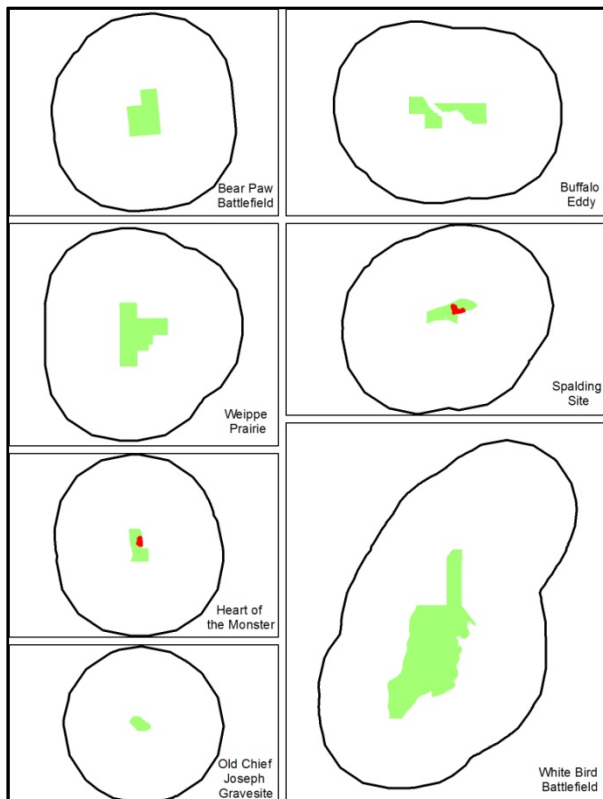 Bear Paw
Battlefield
Buffalo
Eddy
Weippe
Prairie
Spalding
Site
Heart of
the Monster
Old Chief
Joseph
Gravesite
White Bird
Battlefield